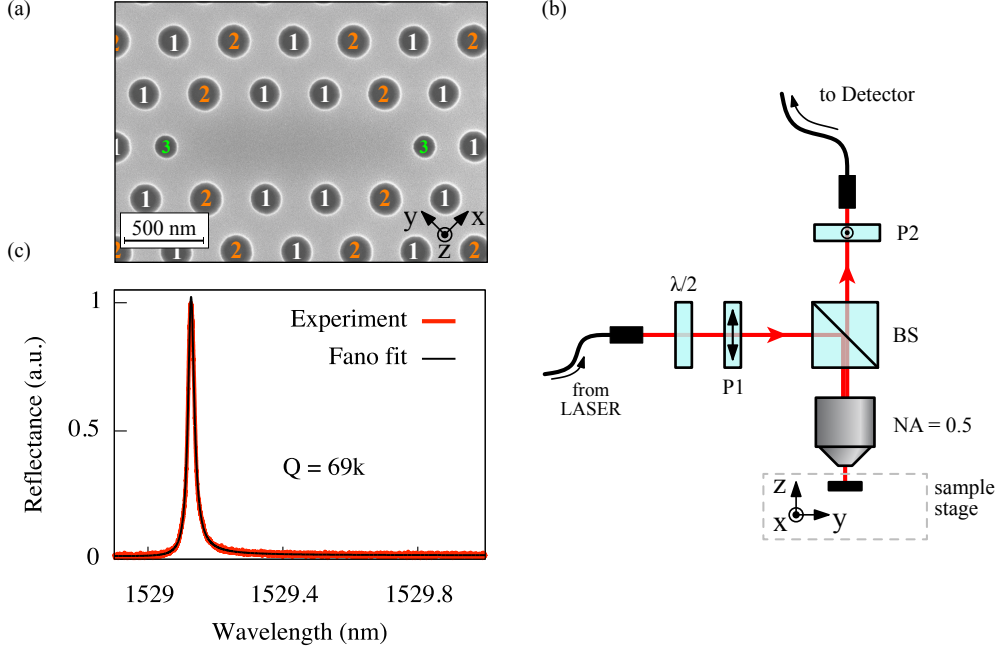 (a)
2 1 2 1 2 1 2
1 2 1 1 2 1
1 3 3 1
1 2 1 1 2 1
2 1 2 1 2 1 2
500 nm
y x
z
(b)
to Detector
P2
λ/2
BS
P1
from
LASER
NA = 0.5
z
x y
sample
stage
(c)
Experiment
Fano fit
Q = 69k
Reflectance (a.u.)
1
0.5
0
1529 1529.4 1529.8
Wavelength (nm)